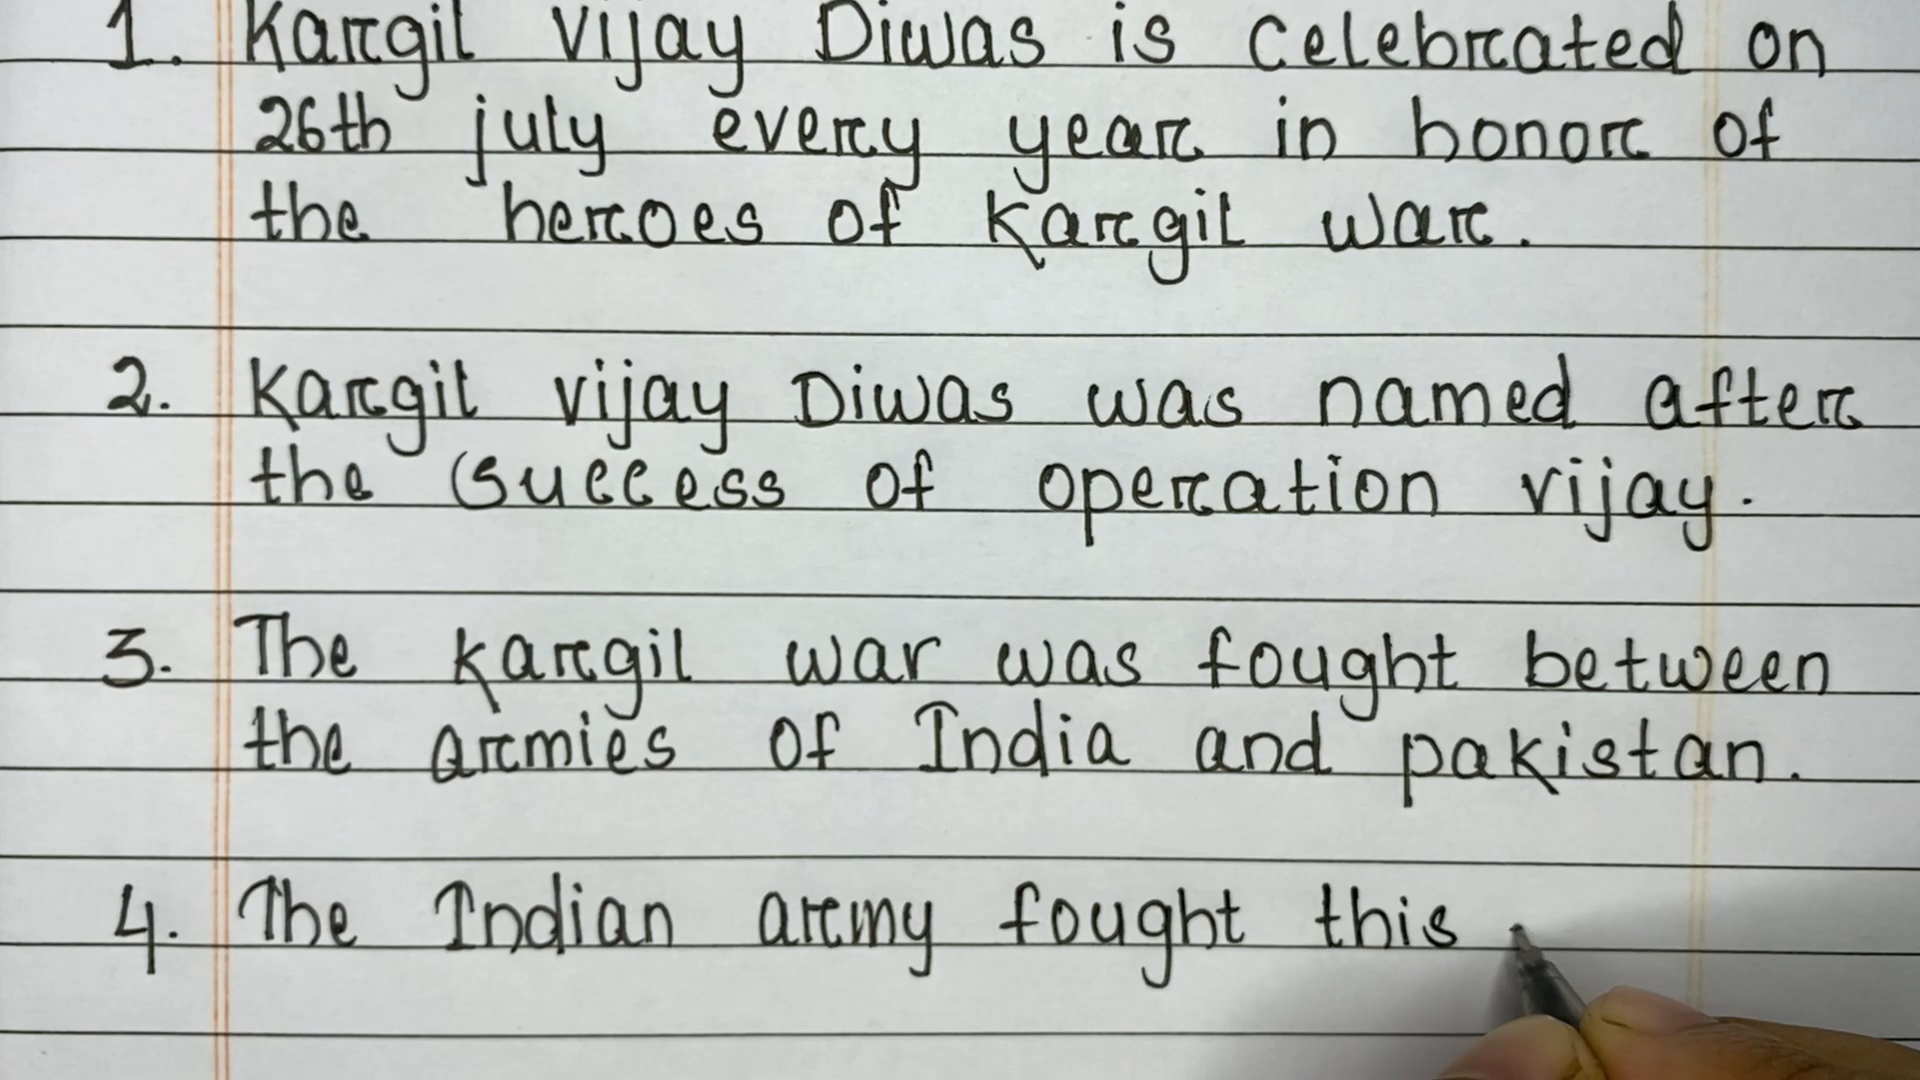 1. Kargil vijay Diwas is celebrated on
26th july every year in honor of
the heroes of Kargil war.
2. Kargil vijay Diwas was named after
the success of operation vijay.
3. The Kargil war was fought between
the armies of India and pakistan.
4. The Indian army fought this